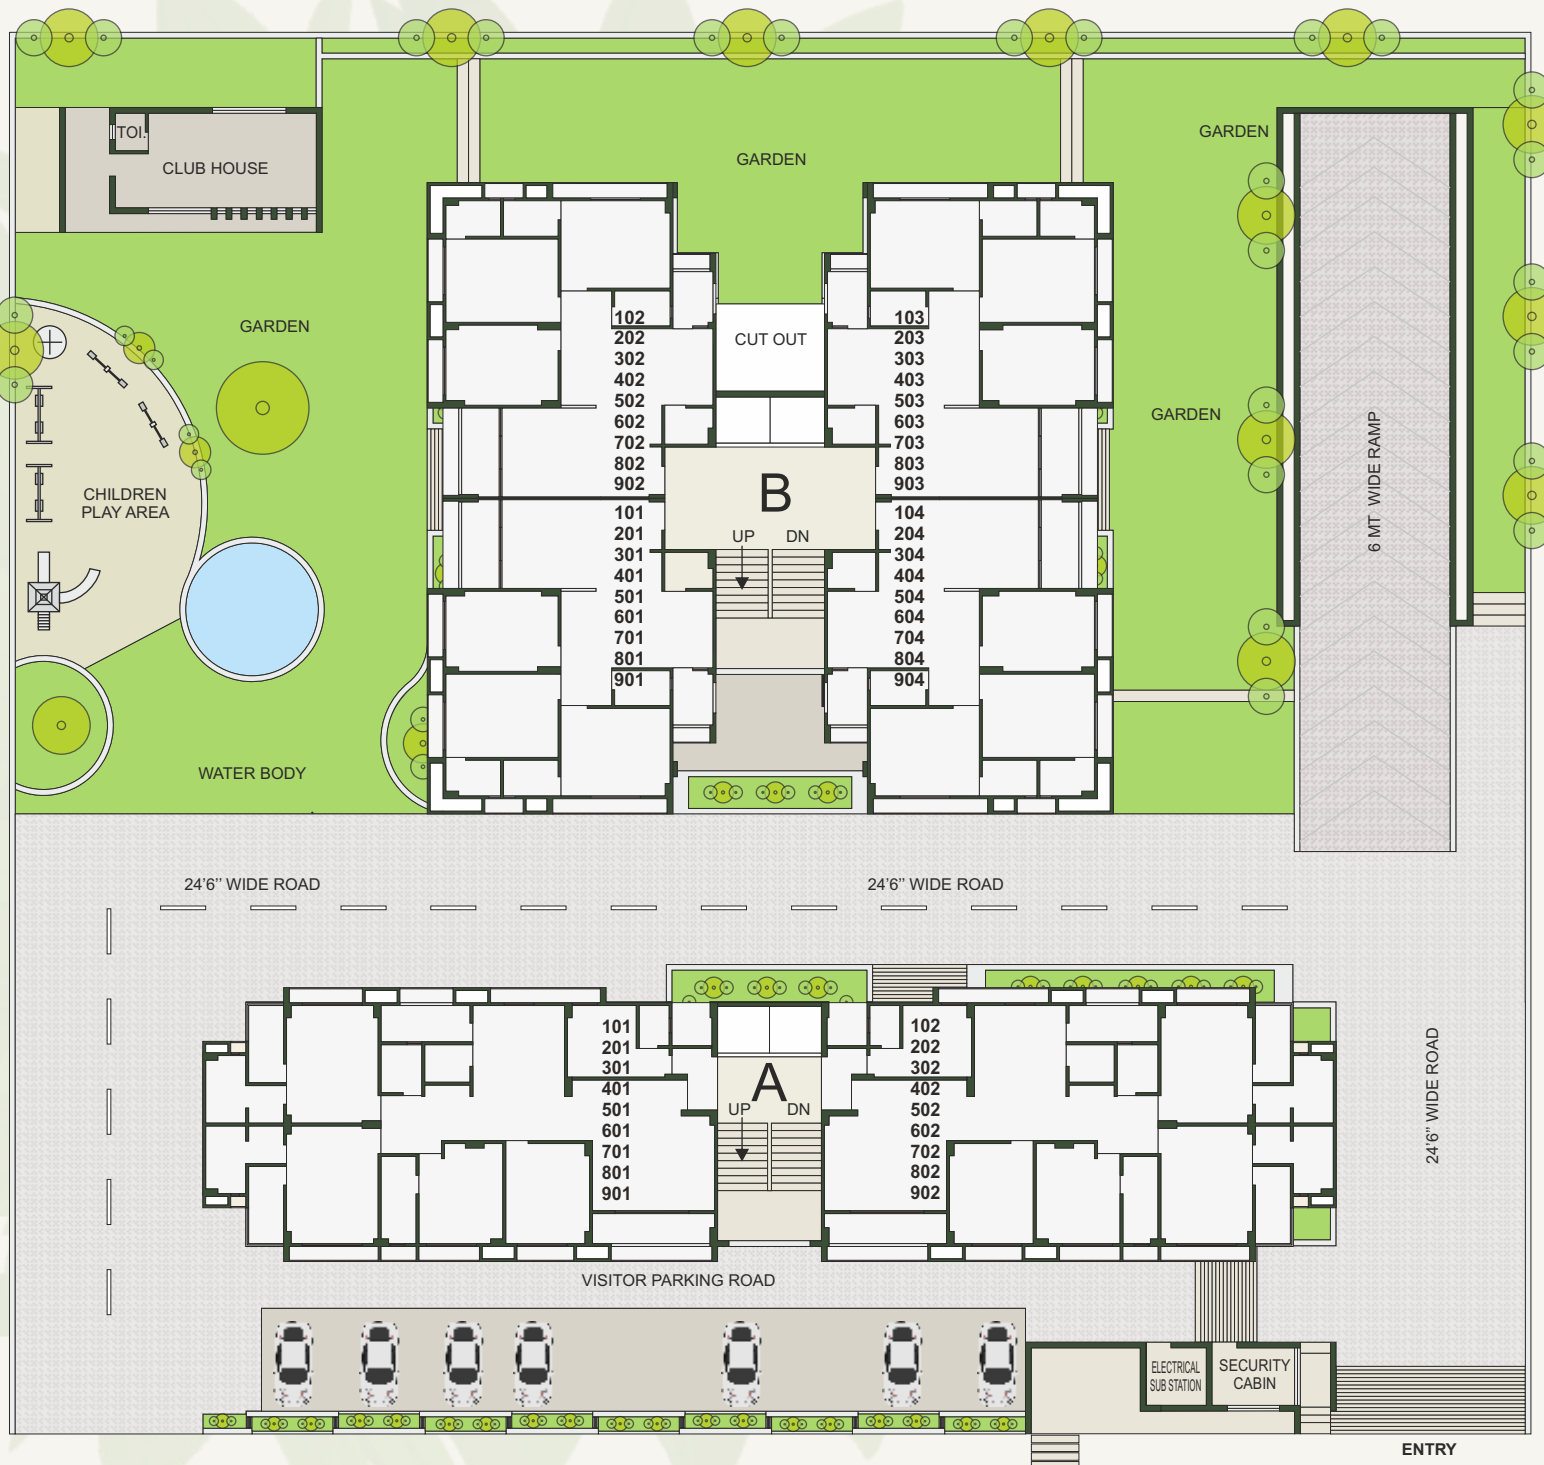 TOI.
CLUB HOUSE
GARDEN
GARDEN
GARDEN
GARDEN
CHILDREN
PLAY AREA
WATER BODY
6 MT WIDE RAMP
102
202
302
402
502
602
702
802
902
CUT OUT
103
203
303
403
503
603
703
803
903
B
UP DN
101
201
301
401
501
601
701
801
901
104
204
304
404
504
604
704
804
904
24'6'' WIDE ROAD
24'6'' WIDE ROAD
24'6'' WIDE ROAD
101
201
301
401
501
601
701
801
901
A
UP DN
102
202
302
402
502
602
702
802
902
VISITOR PARKING ROAD
ELECTRICAL
SUB STATION
SECURITY
CABIN
ENTRY